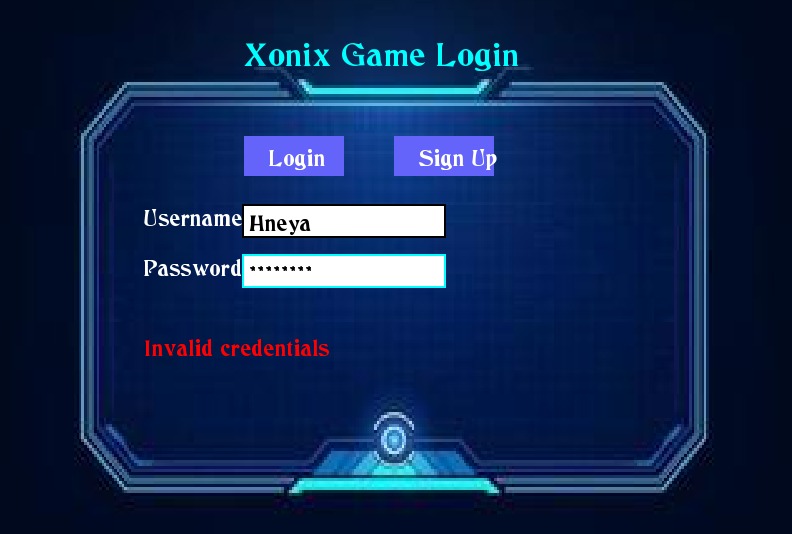 Xonix Game Login
Login Sign Up
Username Hneya
Password ********
Invalid credentials